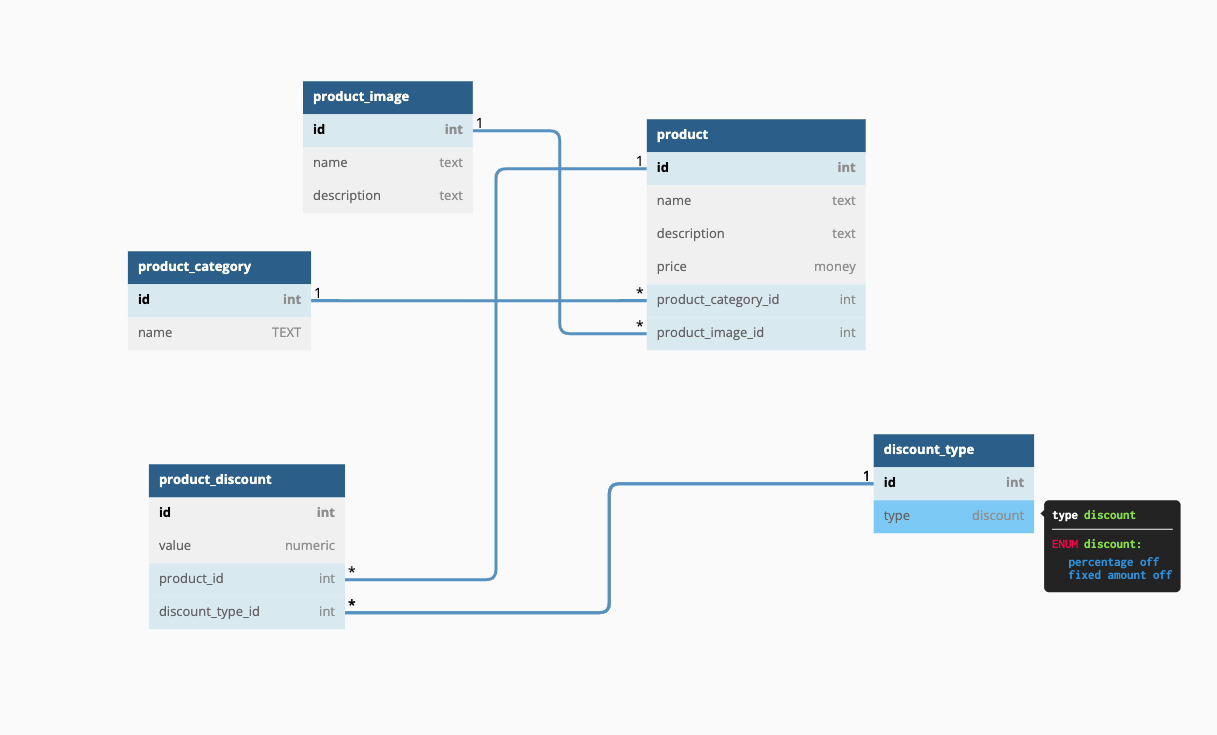 product_image
1
id int
name text
description text
product
1
id int
name text
description text
price money
* product_category_id int
* product_image_id int
product_category
id int 1
name TEXT
discount_type
1
id int
type discount
type discount
ENUM discount:
percentage off
fixed amount off
product_discount
id int
value numeric
product_id int *
discount_type_id int *